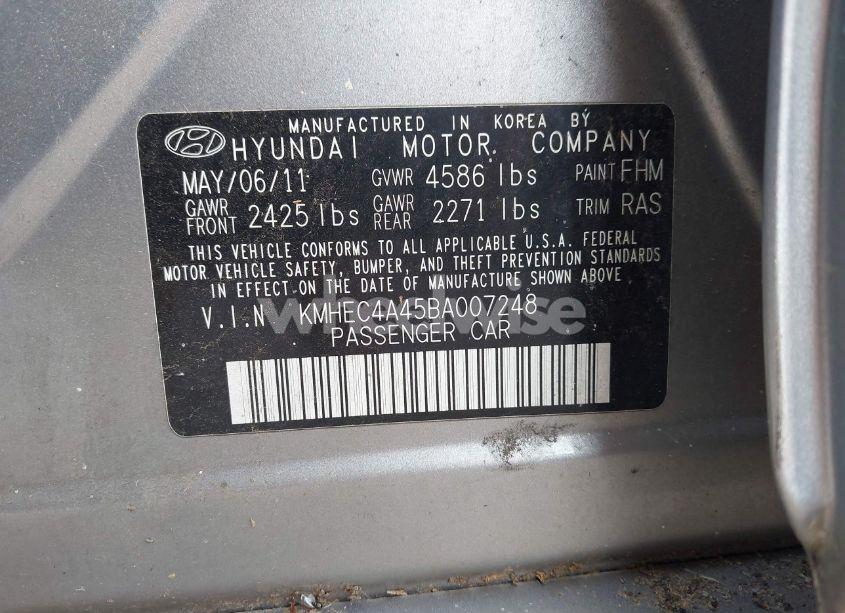 MANUFACTURED IN KOREA BY
HYUNDAI MOTOR COMPANY
MAY/06/11 GVWR 4586 lbs PAINT FHM
GAWR FRONT 2425 lbs GAWR REAR 2271 lbs TRIM RAS
THIS VEHICLE CONFORMS TO ALL APPLICABLE U.S.A. FEDERAL
MOTOR VEHICLE SAFETY, BUMPER, AND THEFT PREVENTION STANDARDS
IN EFFECT ON THE DATE OF MANUFACTURE SHOWN ABOVE
V.I.N KMHEC4A45BA007248
PASSENGER CAR
wheelwise